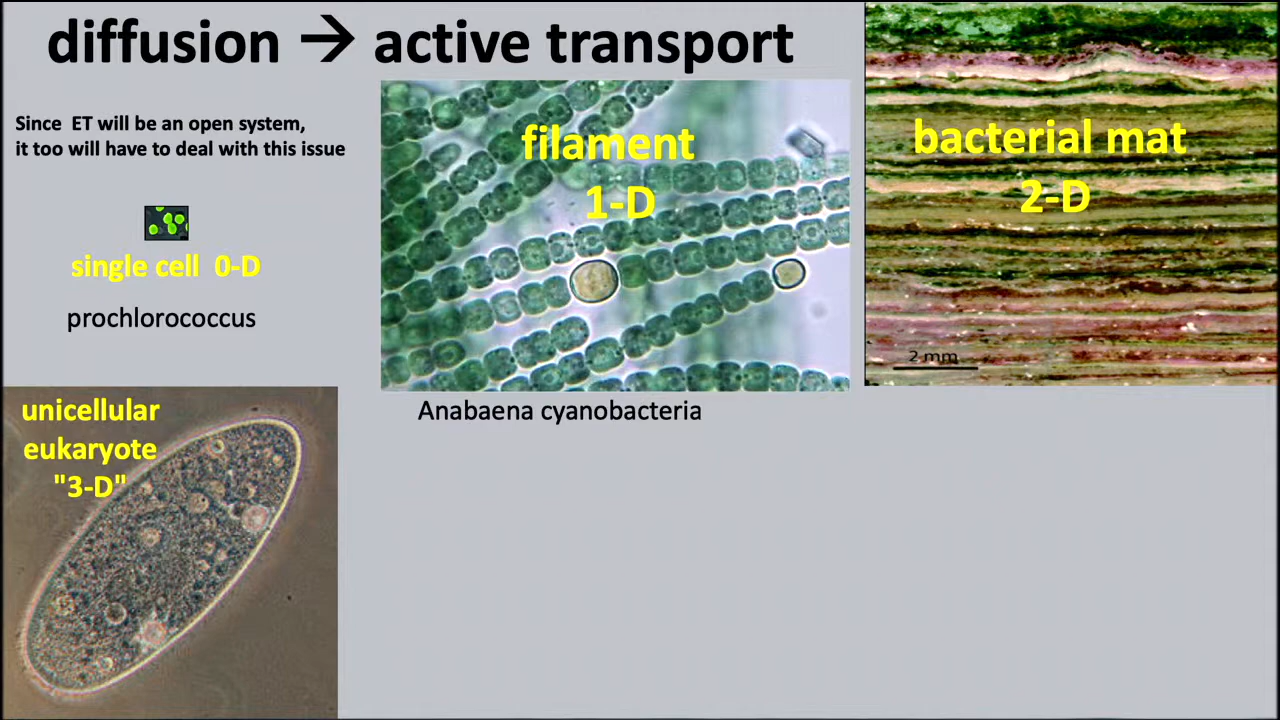 diffusion → active transport
Since ET will be an open system,
it too will have to deal with this issue
single cell 0-D
prochlorococcus
filament
1-D
Anabaena cyanobacteria
bacterial mat
2-D
2 mm
unicellular
eukaryote
"3-D"